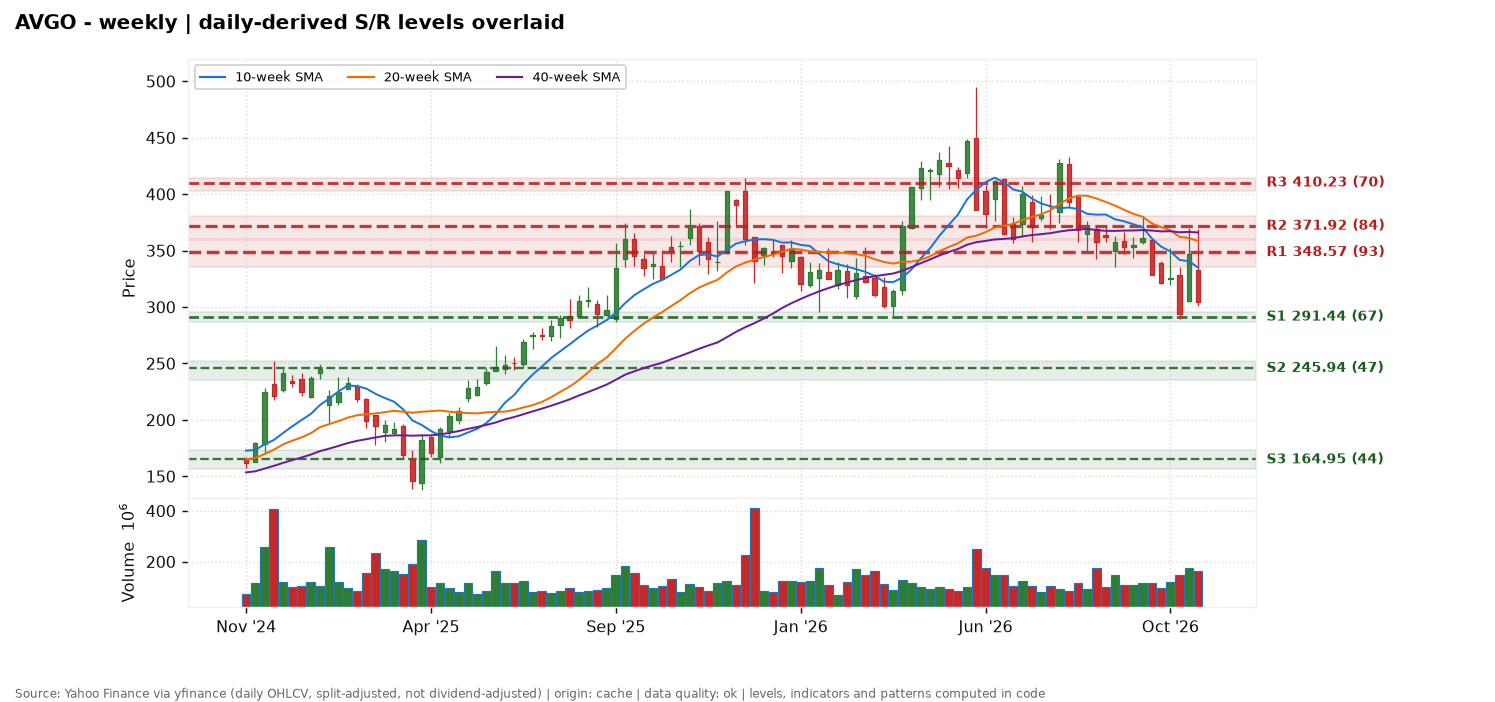 AVGO - weekly | daily-derived S/R levels overlaid
10-week SMA 20-week SMA 40-week SMA
500
450
400
350
300
250
200
150
Price
R3 410.23 (70)
R2 371.92 (84)
R1 348.57 (93)
S1 291.44 (67)
S2 245.94 (47)
S3 164.95 (44)
400
200
Volume 10⁶
Nov '24 Apr '25 Sep '25 Jan '26 Jun '26 Oct '26
Source: Yahoo Finance via yfinance (daily OHLCV, split-adjusted, not dividend-adjusted) | origin: cache | data quality: ok | levels, indicators and patterns computed in code